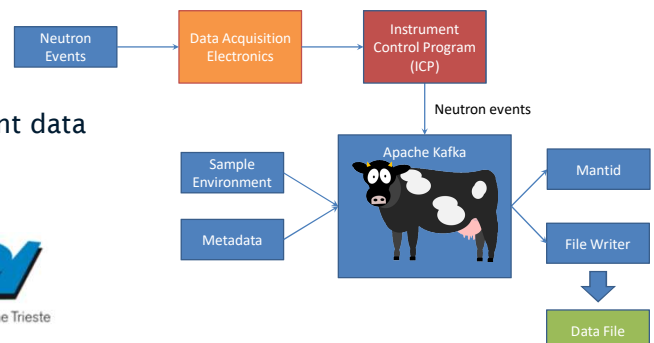 Neutron
Events
Data Acquisition
Electronics
Instrument
Control Program
(ICP)
Neutron events
data
Apache Kafka
Sample
Environment
Metadata
Mantid
File Writer
Trieste
Data File